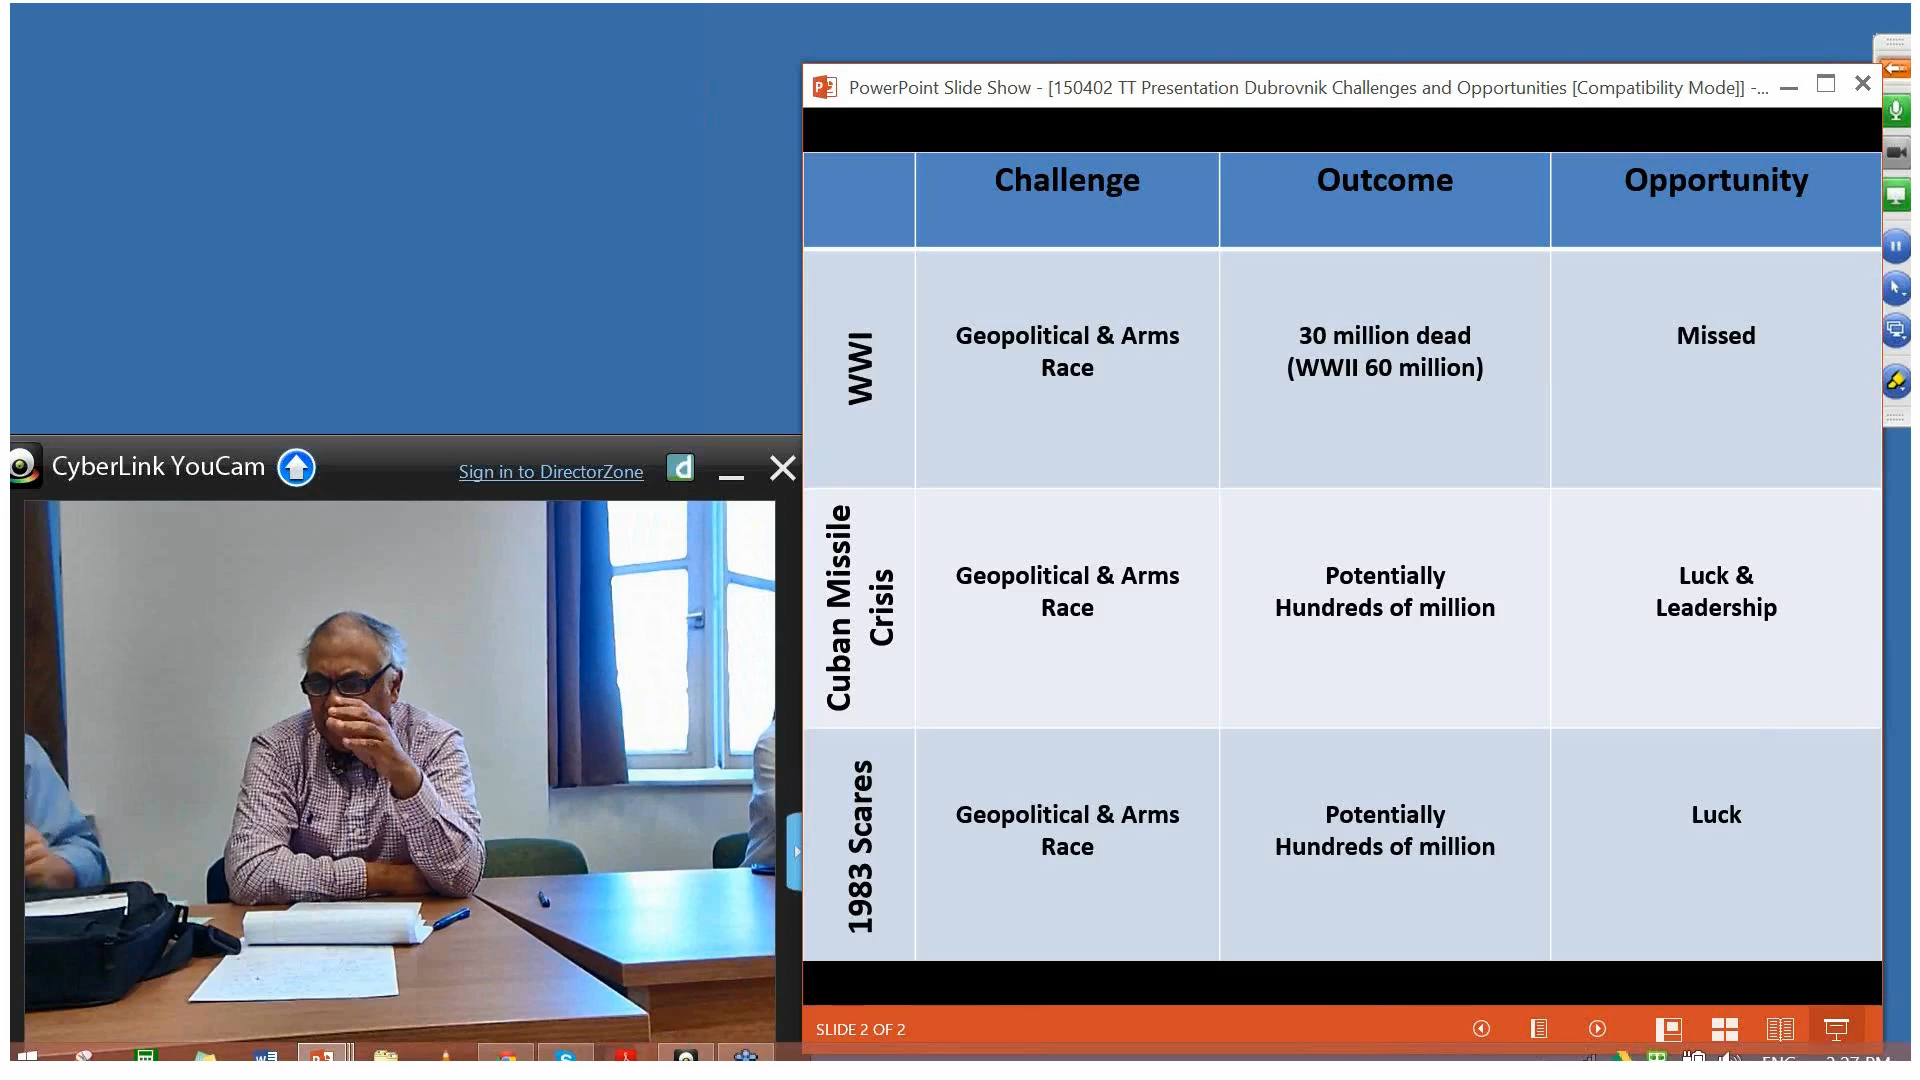 PowerPoint Slide Show - [150402 TT Presentation Dubrovnik Challenges and Opportunities [Compatibility Mode]] -...
Challenge
Outcome
Opportunity
WWI
Geopolitical & Arms
Race
30 million dead
(WWII 60 million)
Missed
Cuban Missile
Crisis
Geopolitical & Arms
Race
Potentially
Hundreds of million
Luck &
Leadership
1983 Scares
Geopolitical & Arms
Race
Potentially
Hundreds of million
Luck
SLIDE 2 OF 2
CyberLink YouCam
Sign in to DirectorZone